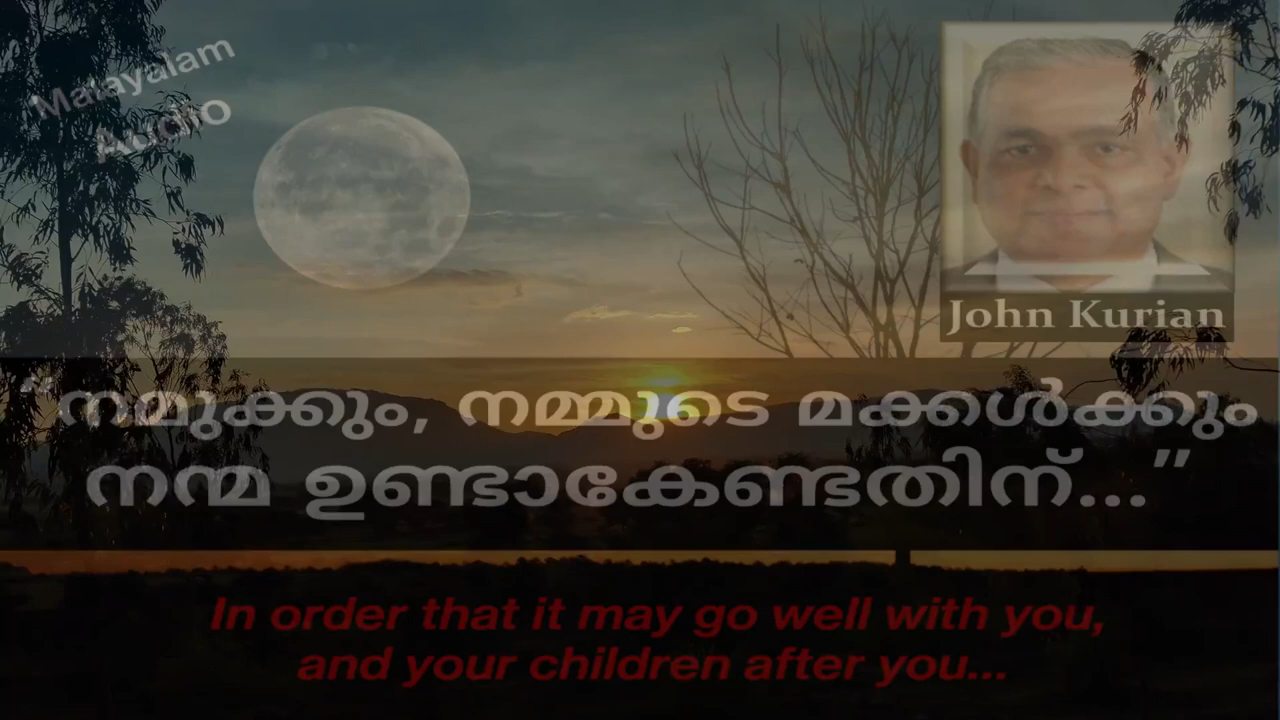 Malayalam
Audio
John Kurian
“നമുക്കും, നമ്മുടെ മക്കൾക്കും
നന്മ ഉണ്ടാകേണ്ടതിന്...”
In order that it may go well with you,
and your children after you...